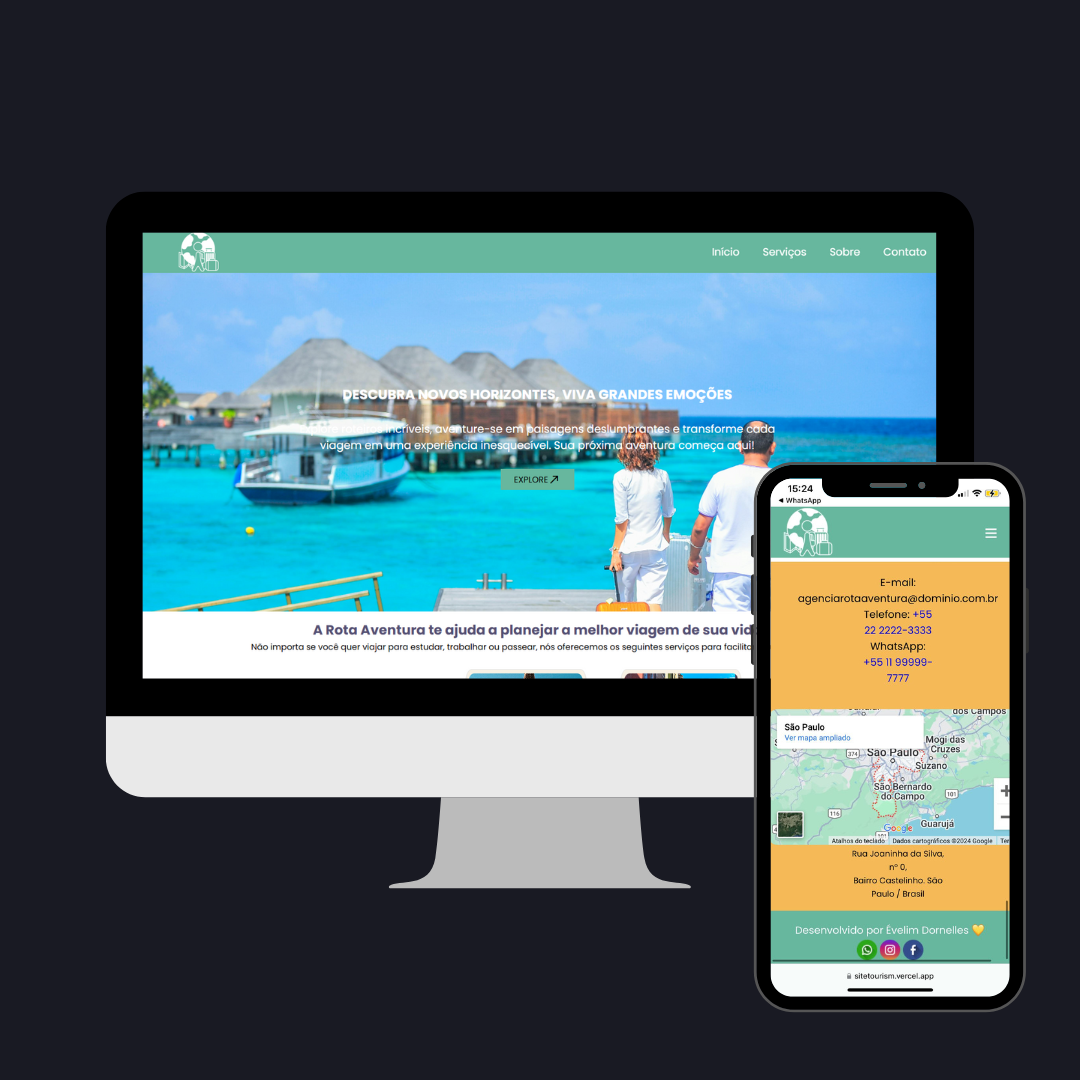 Início Serviços Sobre Contato
DESCUBRA NOVOS HORIZONTES, VIVA GRANDES EMOÇÕES
incríveis, aventure-se em paisagens deslumbrantes e transforme cada
viagem em uma experiência inesquecível. Sua próxima aventura começa aqui!
EXPLORE
A Rota Aventura te ajuda a planejar a melhor viagem de sua vid
Não importa se você quer viajar para estudar, trabalhar ou passear, nós oferecemos os seguintes serviços para facilita
15:24
WhatsApp
E-mail:
agenciarotaaventura@dominio.com.br
Telefone: +55
22 2222-3333
WhatsApp:
+55 11 99999-
7777
dos Campos
São Paulo
Ver mapa ampliado
Mogi das
Cruzes
374
São Paulo
Suzano
São Bernardo
do Campo
101
116
Guarujá
Google
101
Atalhos do teclado Dados cartográficos ©2024 Google Ter
Rua Joaninha da Silva,
nº 0,
Bairro Castelinho. São
Paulo / Brasil
Desenvolvido por Évelim Dornelles 💛
sitetourism.vercel.app